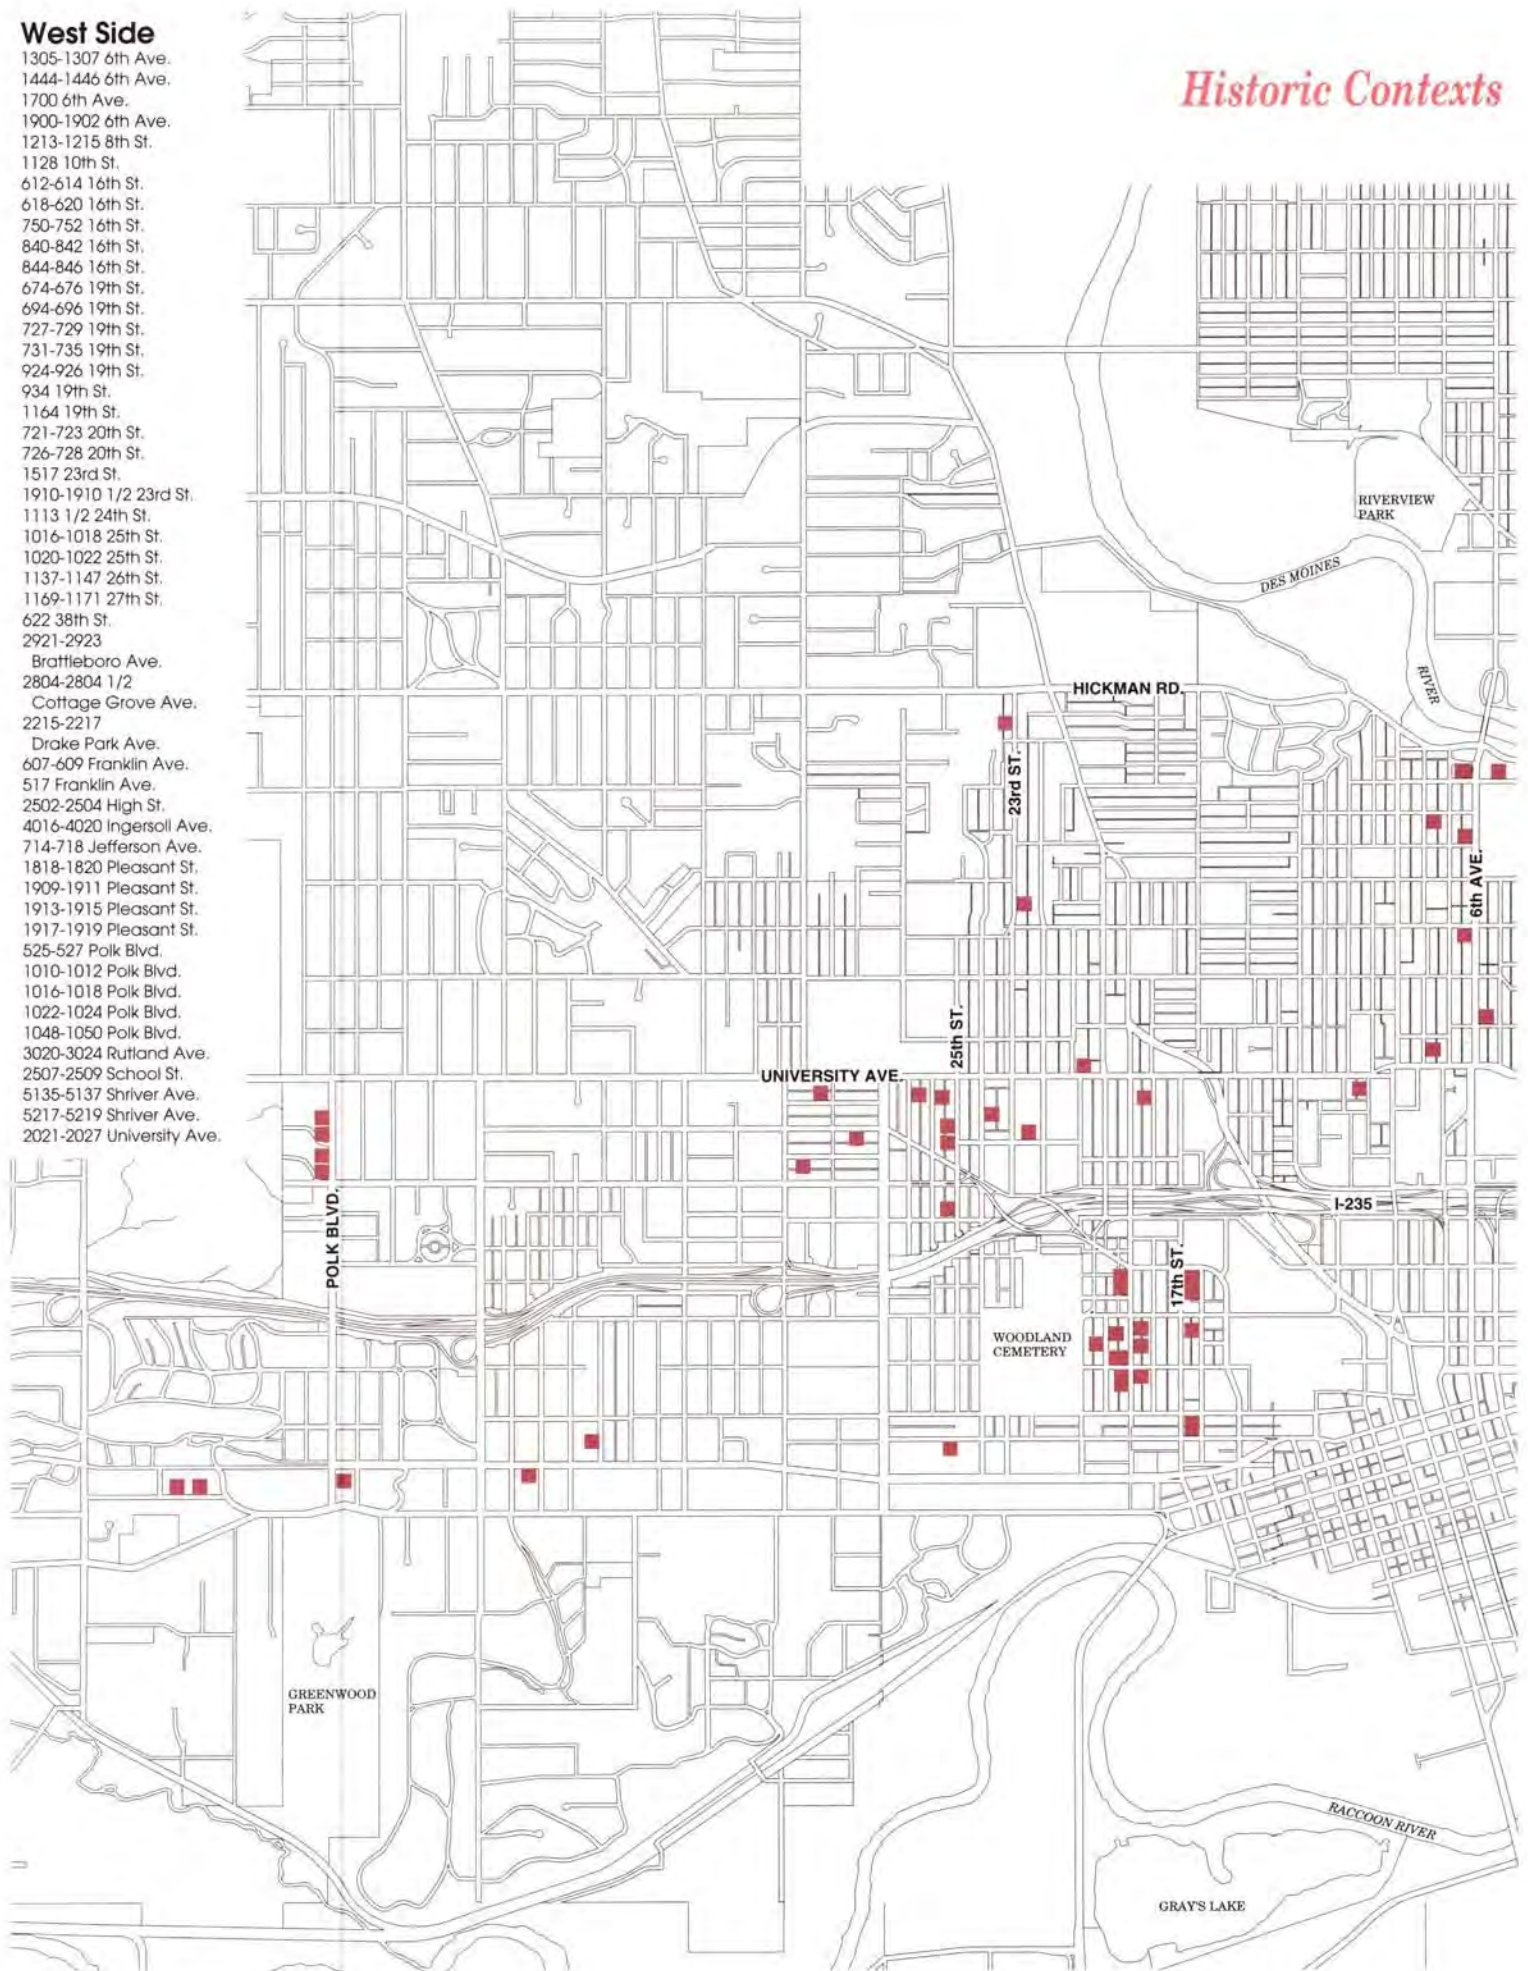 West Side
1305-1307 6th Ave.
1444-1446 6th Ave.
1700 6th Ave.
1900-1902 6th Ave.
1213-1215 8th St.
1128 10th St.
612-614 16th St.
618-620 16th St.
750-752 16th St.
840-842 16th St.
844-846 16th St.
674-676 19th St.
694-696 19th St.
727-729 19th St.
731-735 19th St.
924-926 19th St.
934 19th St.
1164 19th St.
721-723 20th St.
726-728 20th St.
1517 23rd St.
1910-1910 1/2 23rd St.
1113 1/2 24th St.
1016-1018 25th St.
1020-1022 25th St.
1137-1147 26th St.
1169-1171 27th St.
622 38th St.
2921-2923
Brattleboro Ave.
2804-2804 1/2
Cottage Grove Ave.
2215-2217
Drake Park Ave.
607-609 Franklin Ave.
517 Franklin Ave.
2502-2504 High St.
4016-4020 Ingersoll Ave.
714-718 Jefferson Ave.
1818-1820 Pleasant St.
1909-1911 Pleasant St.
1913-1915 Pleasant St.
1917-1919 Pleasant St.
525-527 Polk Blvd.
1010-1012 Polk Blvd.
1016-1018 Polk Blvd.
1022-1024 Polk Blvd.
1048-1050 Polk Blvd.
3020-3024 Rutland Ave.
2507-2509 School St.
5135-5137 Shriver Ave.
5217-5219 Shriver Ave.
2021-2027 University Ave.
Historic Contexts
RIVERVIEW
PARK
DES MOINES
RIVER
HICKMAN RD.
23rd ST.
6th AVE.
25th ST.
UNIVERSITY AVE.
POLK BLVD.
I-235
17th ST.
WOODLAND
CEMETERY
GREENWOOD
PARK
RACCOON RIVER
GRAY'S LAKE